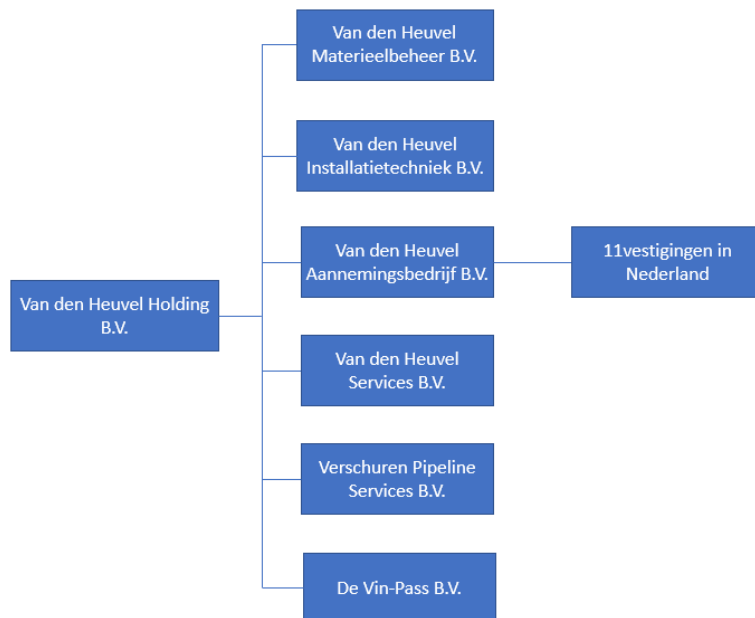 Van den Heuvel
Materieelbeheer B.V.
Van den Heuvel
Installatietechniek B.V.
Van den Heuvel
Aannemingsbedrijf B.V.
11vestigingen in
Nederland
Van den Heuvel Holding
B.V.
Van den Heuvel
Services B.V.
Verschuren Pipeline
Services B.V.
De Vin-Pass B.V.